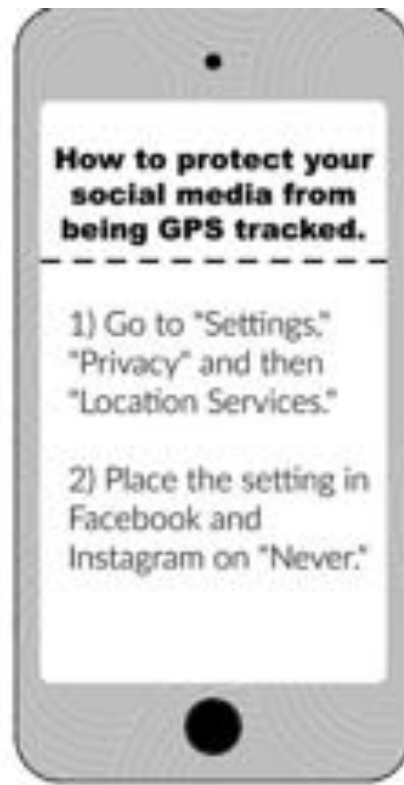 How to protect your
social media from
being GPS tracked.
1) Go to "Settings,"
"Privacy" and then
"Location Services."
2) Place the setting in
Facebook and
Instagram on "Never."